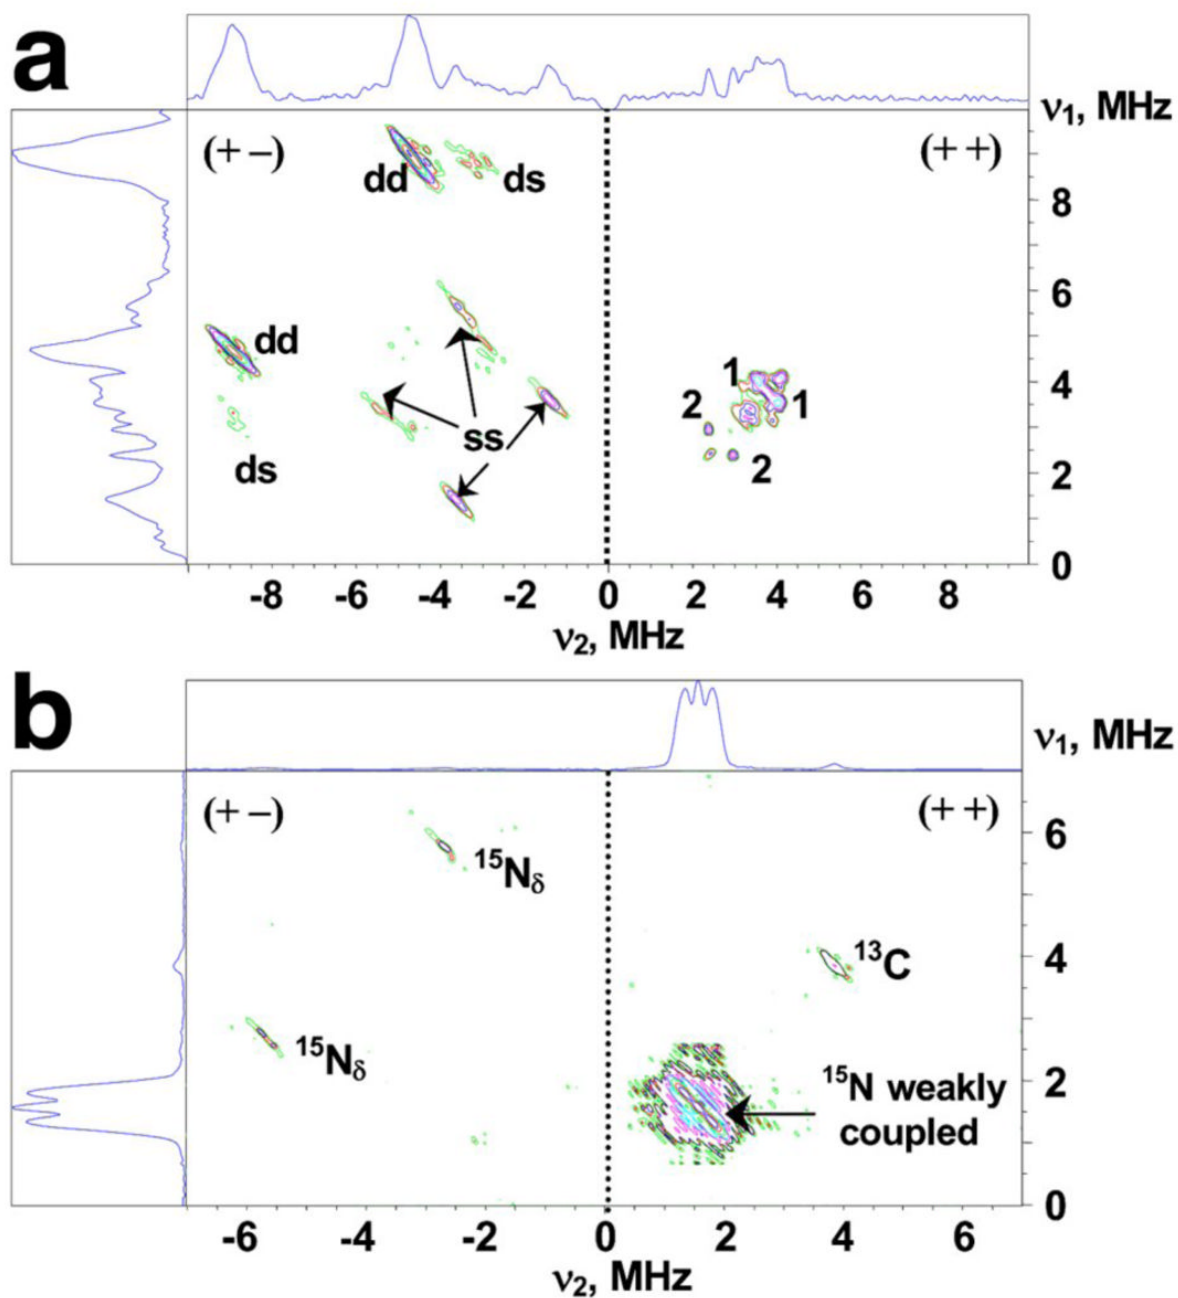 a
ν1, MHz
(+ −)
(+ +)
dd
ds
8
6
dd
ss
1
4
2
1
ds
2
2
0
-8 -6 -4 -2 0 2 4 6 8
ν2, MHz
b
ν1, MHz
(+ −)
(+ +)
6
15Nδ
13C
4
15Nδ
15N weakly
coupled
2
0
-6 -4 -2 0 2 4 6
ν2, MHz